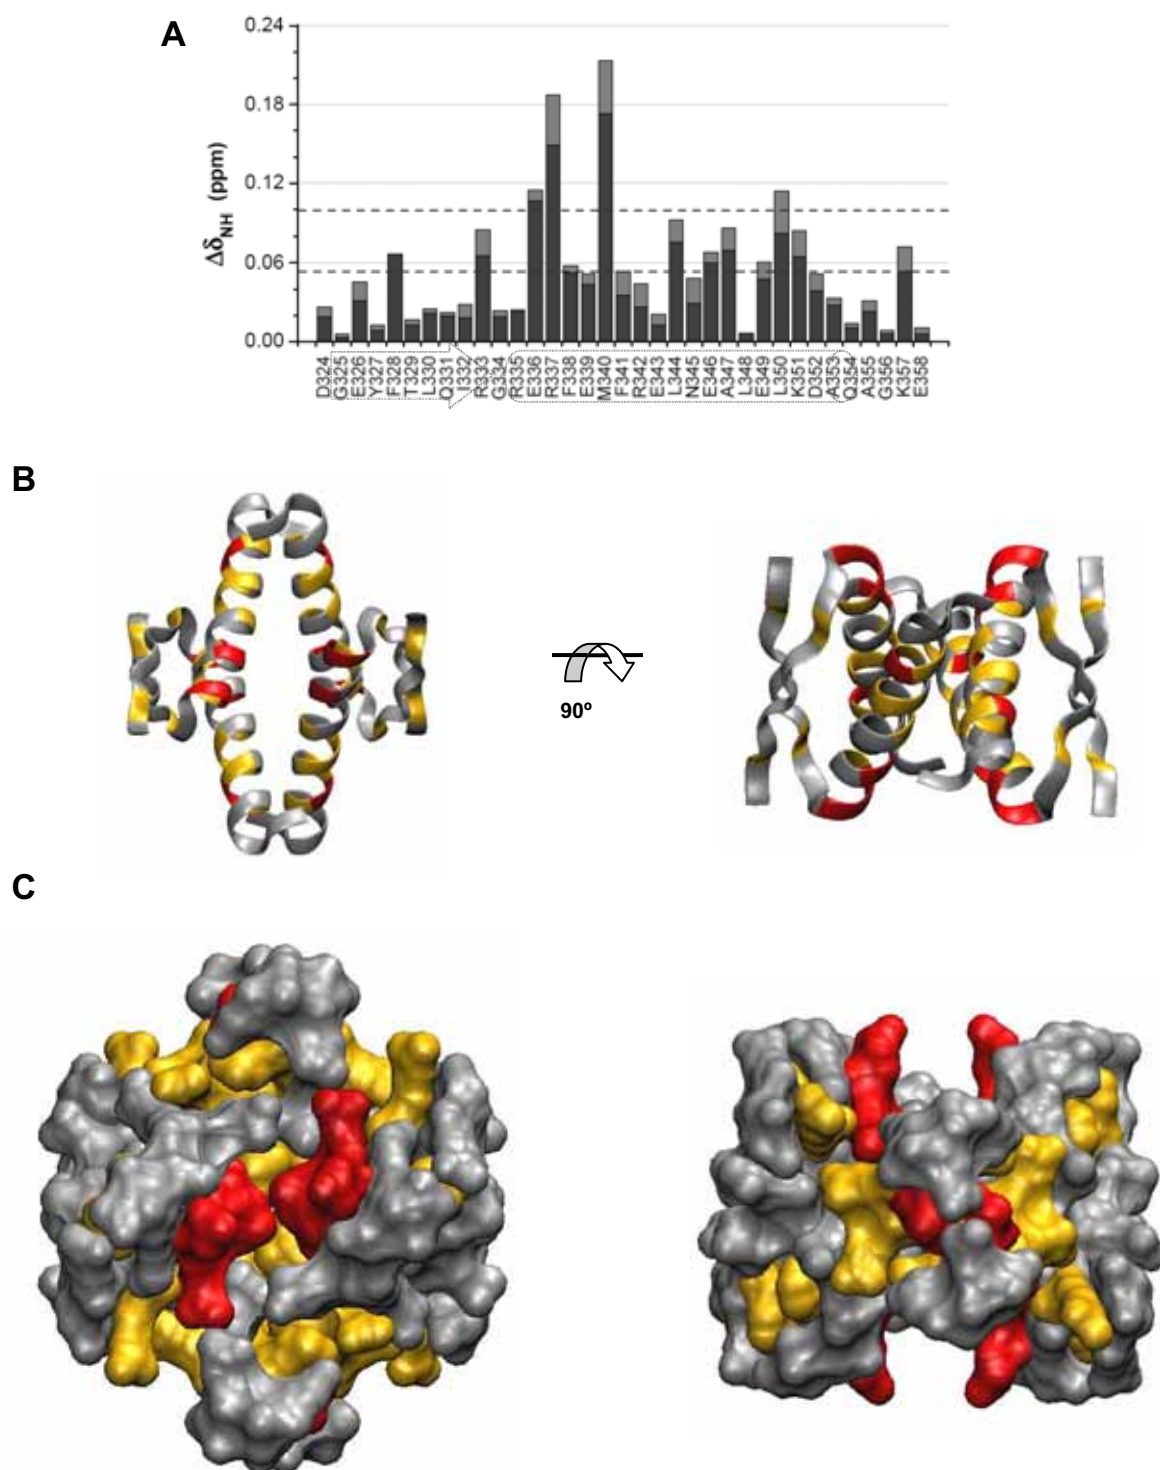 A
0.24
0.18
0.12
0.06
0.00
ΔδNH (ppm)
D324
G325
E326
Y327
F328
T329
L330
Q331
I332
R333
G334
R335
E336
R337
F338
E339
M340
F341
R342
E343
L344
N345
E346
A347
L348
E349
L350
K351
D352
A353
Q354
A355
G356
K357
E358
B
90º
C